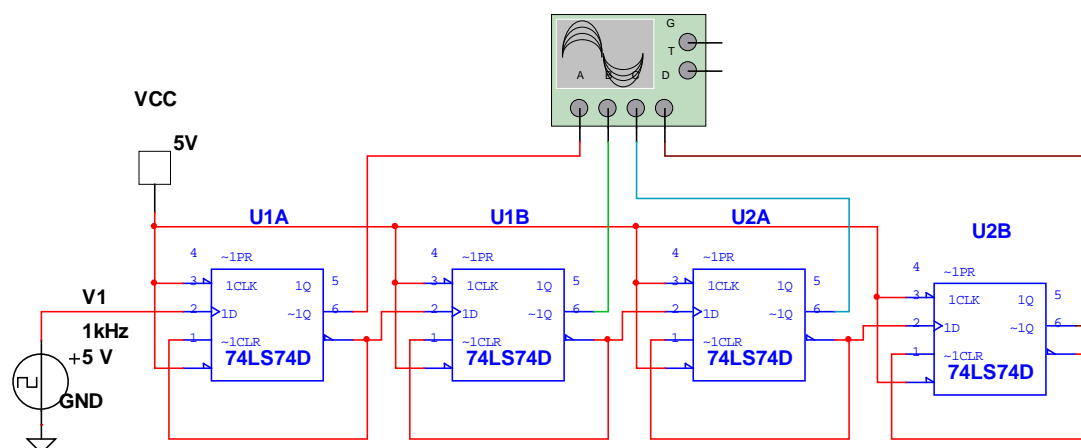 G
T
A B C D
VCC
5V
U1A
U1B
U2A
U2B
4 ~1PR
3 1CLK 1Q 5
2 1D ~1Q 6
1 ~1CLR
74LS74D
4 ~1PR
3 1CLK 1Q 5
2 1D ~1Q 6
1 ~1CLR
74LS74D
4 ~1PR
3 1CLK 1Q 5
2 1D ~1Q 6
1 ~1CLR
74LS74D
4 ~1PR
3 1CLK 1Q 5
2 1D ~1Q 6
1 ~1CLR
74LS74D
V1
1kHz
+5 V
GND